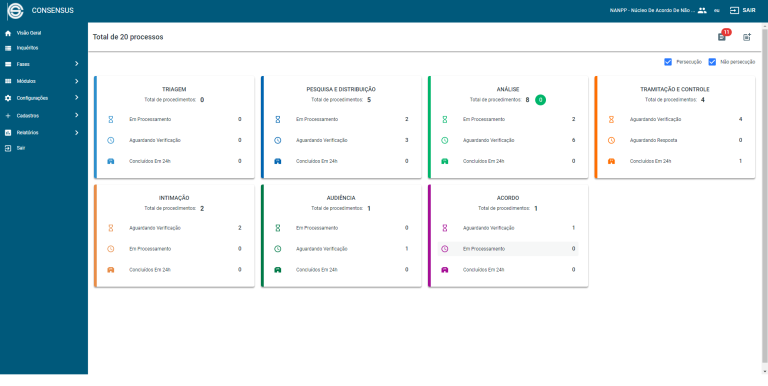 CONSENSUS
NANPP - Núcleo De Acordo De Não ...
SAIR
Visão Geral
Inquéritos
Fases
Módulos
Configurações
Cadastros
Relatórios
Sair
Total de 20 processos
11
Persecução
Não persecução
TRIAGEM
Total de procedimentos: 0
Em Processamento 0
Aguardando Verificação 0
Concluídos Em 24h 0
PESQUISA E DISTRIBUIÇÃO
Total de procedimentos: 5
Em Processamento 2
Aguardando Verificação 3
Concluídos Em 24h 0
ANÁLISE
Total de procedimentos: 8 0
Em Processamento 2
Aguardando Verificação 6
Concluídos Em 24h 0
TRAMITAÇÃO E CONTROLE
Total de procedimentos: 4
Aguardando Verificação 4
Aguardando Resposta 0
Concluídos Em 24h 1
INTIMAÇÃO
Total de procedimentos: 2
Aguardando Verificação 2
Em Processamento 0
Concluídos Em 24h 0
AUDIÊNCIA
Total de procedimentos: 1
Em Processamento 0
Aguardando Verificação 1
Concluídos Em 24h 0
ACORDO
Total de procedimentos: 1
Aguardando Verificação 1
Em Processamento 0
Concluídos Em 24h 0